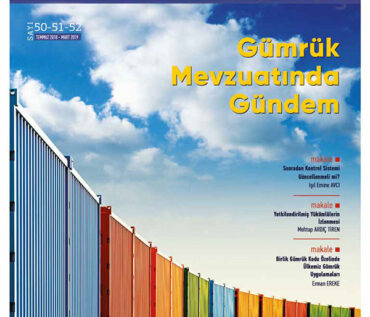 SAYI 50-51-52
TEMMUZ 2018 - MART 2019
Gümrük
Mevzuatında
Gündem
makale
Sonradan Kontrol Sistemi
Güncellenmeli mi?
Işıl Emine AVCI
makale
Yetkilendirilmiş Yükümlülerin
İzlenmesi
Mehtap ARDIÇ TİREN
makale
Birlik Gümrük Kodu Özelinde
Ülkemiz Gümrük
Uygulamaları
Erman EREKE